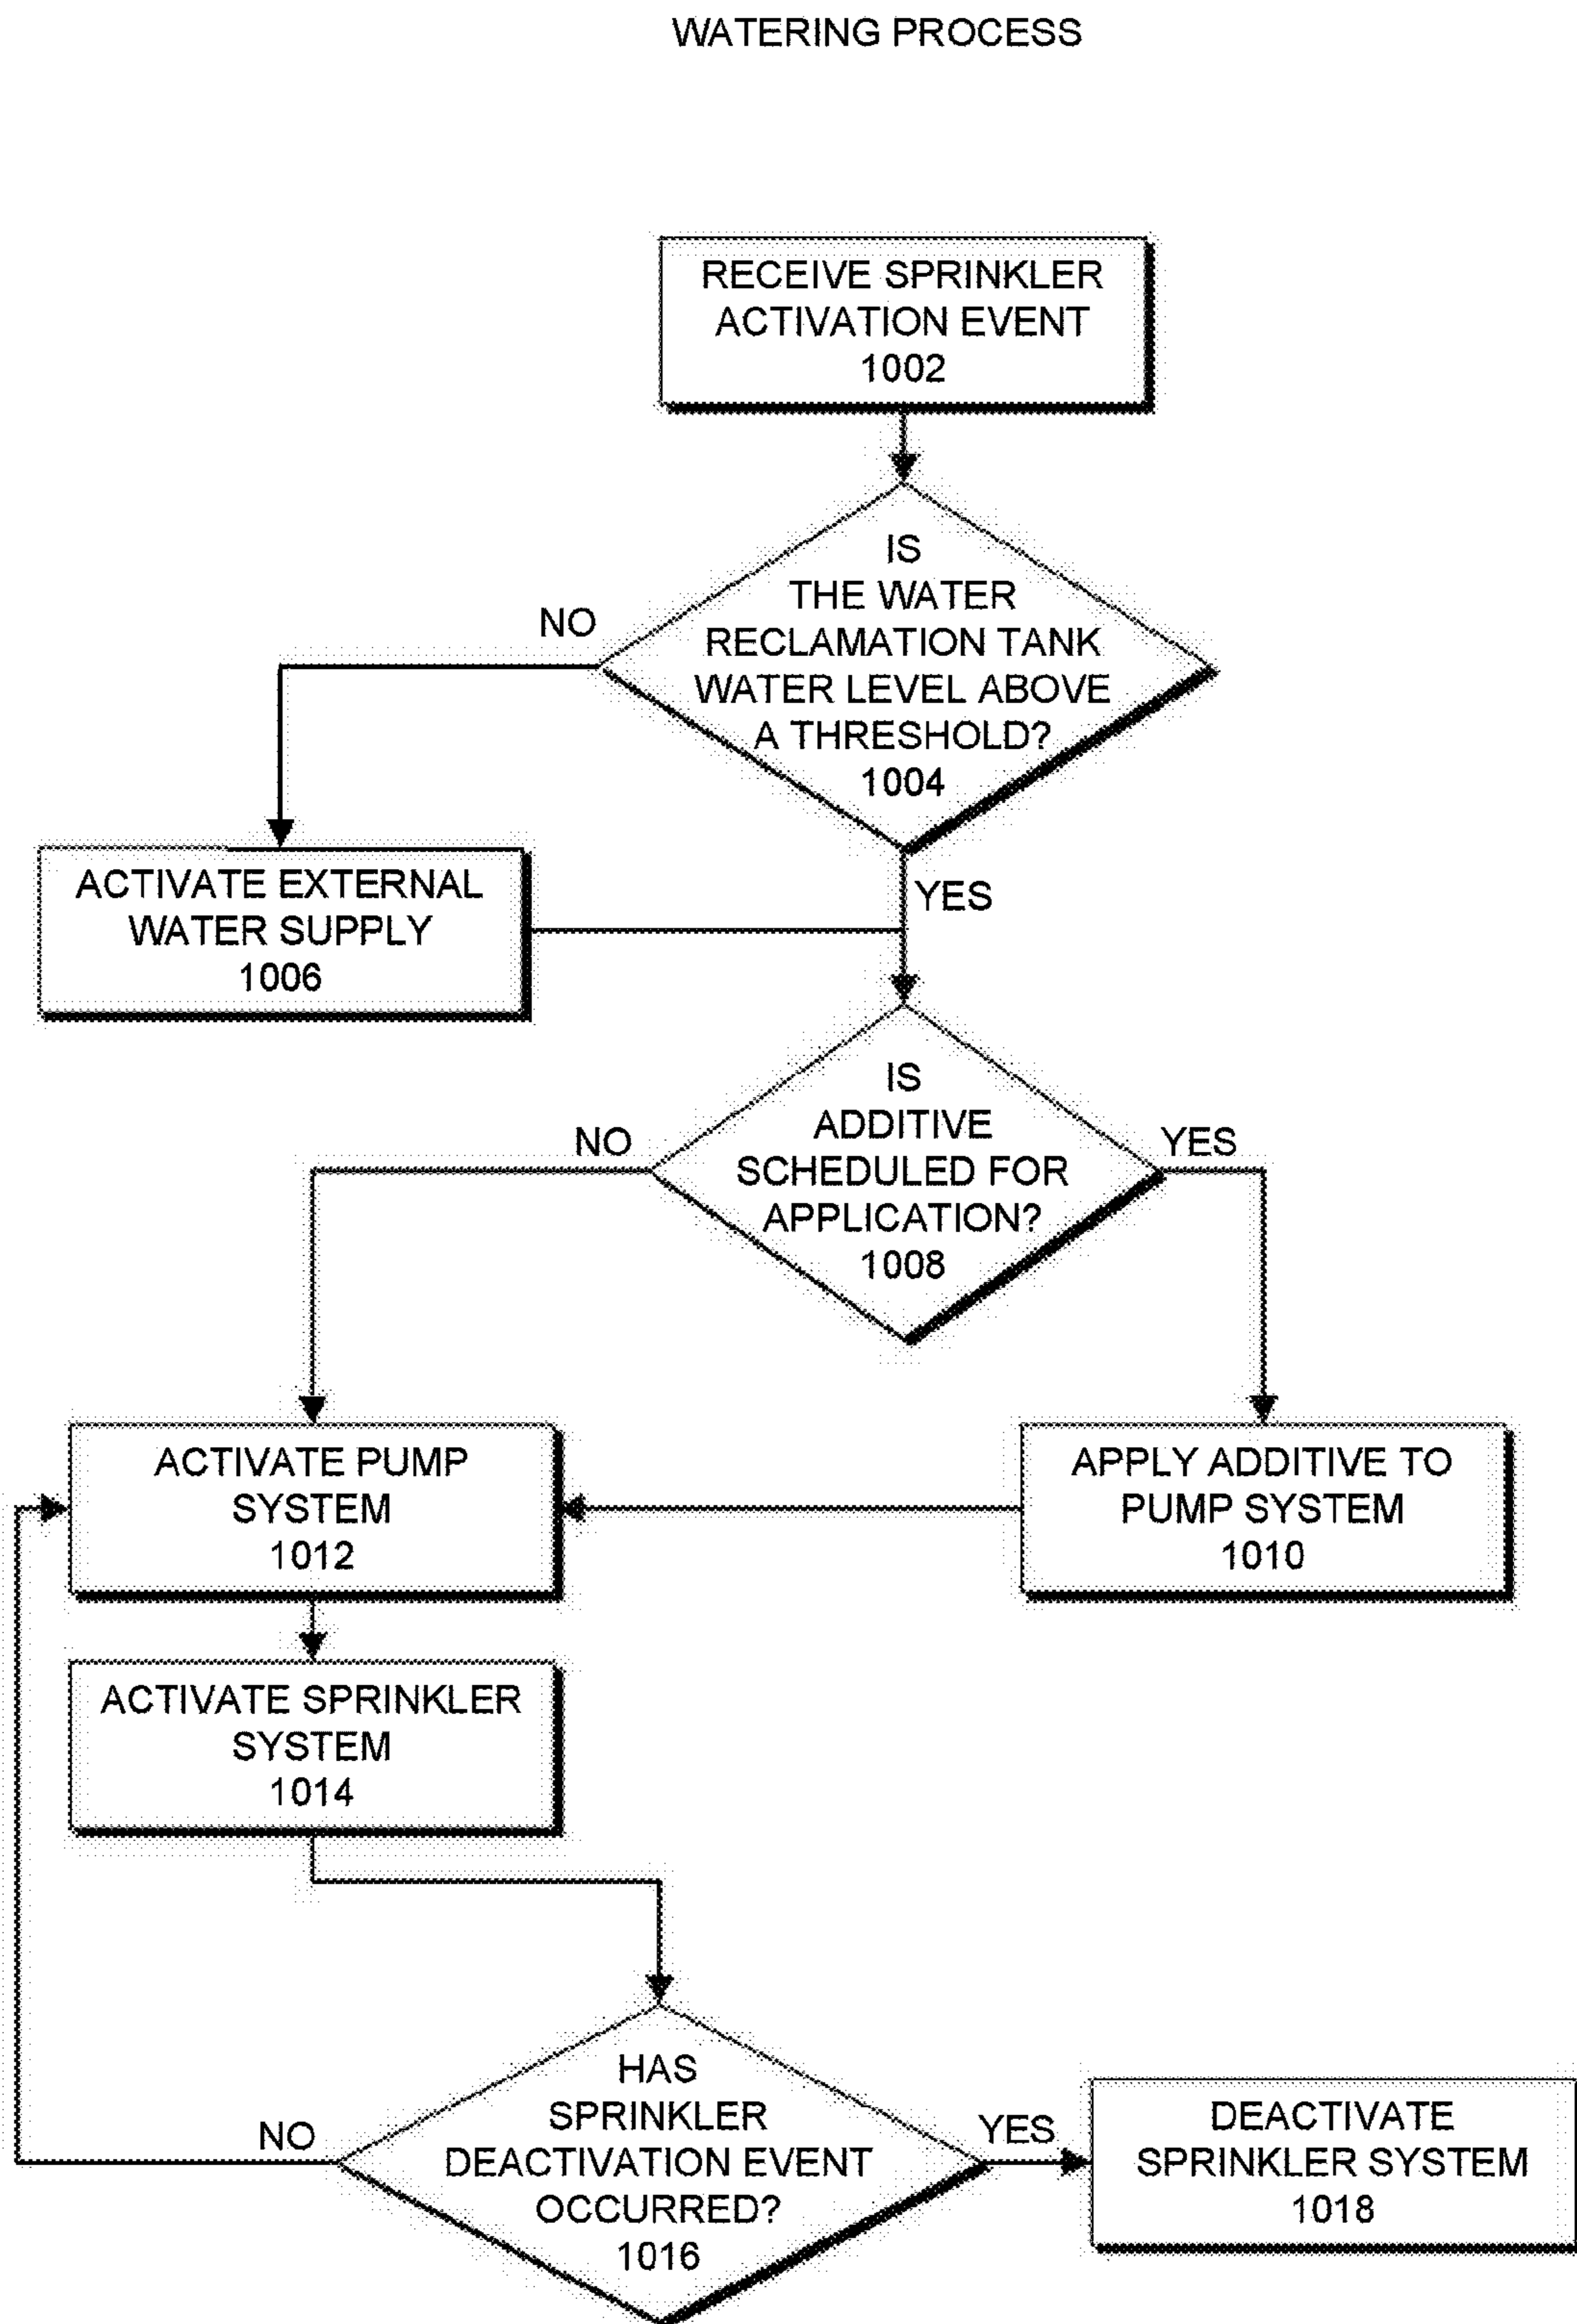 WATERING PROCESS
RECEIVE SPRINKLER
ACTIVATION EVENT
1002
IS
THE WATER
RECLAMATION TANK
WATER LEVEL ABOVE
A THRESHOLD?
1004
NO
YES
ACTIVATE EXTERNAL
WATER SUPPLY
1006
IS
ADDITIVE
SCHEDULED FOR
APPLICATION?
1008
NO
YES
ACTIVATE PUMP
SYSTEM
1012
APPLY ADDITIVE TO
PUMP SYSTEM
1010
ACTIVATE SPRINKLER
SYSTEM
1014
HAS
SPRINKLER
DEACTIVATION EVENT
OCCURRED?
1016
NO
YES
DEACTIVATE
SPRINKLER SYSTEM
1018